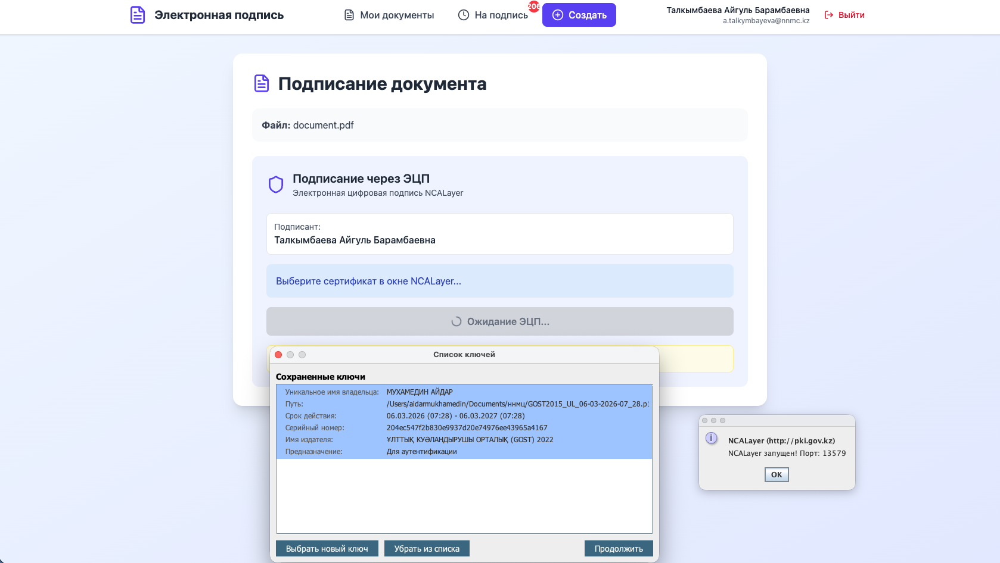 Электронная подпись
Мои документы
На подпись
206
Создать
Талкымбаева Айгуль Барамбаевна
a.talkymbayeva@nnmc.kz
Выйти
Подписание документа
Файл: document.pdf
Подписание через ЭЦП
Электронная цифровая подпись NCALayer
Подписант:
Талкымбаева Айгуль Барамбаевна
Выберите сертификат в окне NCALayer...
Ожидание ЭЦП...
Список ключей
Сохраненные ключи
Уникальное имя владельца: МУХАМЕДИН АЙДАР
Путь: /Users/aidarmukhamedin/Documents/ннмц/GOST2015_UL_06-03-2026-07_28.p1
Срок действия: 06.03.2026 (07:28) - 06.03.2027 (07:28)
Серийный номер: 204ec547f2b830e9937d20e74976ee43965a4167
Имя издателя: ҰЛТТЫҚ КУӘЛАНДЫРУШЫ ОРТАЛЫҚ (GOST) 2022
Предназначение: Для аутентификации
Выбрать новый ключ
Убрать из списка
Продолжить
NCALayer (http://pki.gov.kz)
NCALayer запущен! Порт: 13579
OK